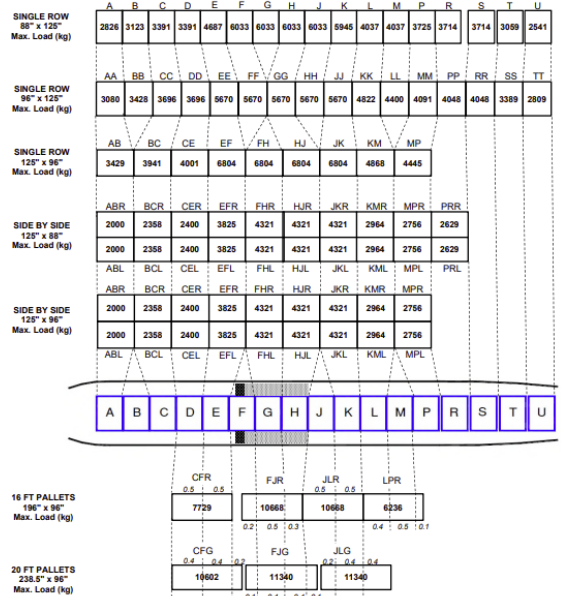 A B C D E F G H J K L M P R S T U
SINGLE ROW
88" x 125"
Max. Load (kg)
2826 3123 3391 3391 4687 6033 6033 6033 6033 5945 4037 4037 3725 3714 3714 3059 2541
AA BB CC DD EE FF GG HH JJ KK LL MM PP RR SS TT
SINGLE ROW
96" x 125"
Max. Load (kg)
3080 3428 3696 3696 5670 5670 5670 5670 5670 4822 4400 4091 4048 4048 3389 2809
AB BC CE EF FH HJ JK KM MP
SINGLE ROW
125" x 96"
Max. Load (kg)
3429 3941 4001 6804 6804 6804 6804 4868 4445
ABR BCR CER EFR FHR HJR JKR KMR MPR PRR
SIDE BY SIDE
125" x 88"
Max. Load (kg)
2000 2358 2400 3825 4321 4321 4321 2964 2756 2629
2000 2358 2400 3825 4321 4321 4321 2964 2756 2629
ABL BCL CEL EFL FHL HJL JKL KML MPL PRL
ABR BCR CER EFR FHR HJR JKR KMR MPR
SIDE BY SIDE
125" x 96"
Max. Load (kg)
2000 2358 2400 3825 4321 4321 4321 2964 2756
2000 2358 2400 3825 4321 4321 4321 2964 2756
ABL BCL CEL EFL FHL HJL JKL KML MPL
A B C D E F G H J K L M P R S T U
CFR FJR JLR LPR
0.5 0.5 0.5 0.5
16 FT PALLETS
196" x 96"
Max. Load (kg)
7729 10668 10668 6236
0.2 0.5 0.3 0.4 0.5 0.1
CFG FJG JLG
0.4 0.4 0.2 0.2 0.4 0.4
20 FT PALLETS
238.5" x 96"
Max. Load (kg)
10602 11340 11340